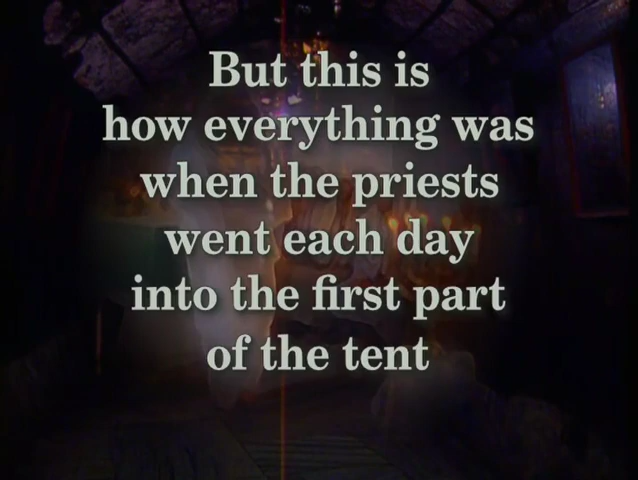 But this is
how everything was
when the priests
went each day
into the first part
of the tent